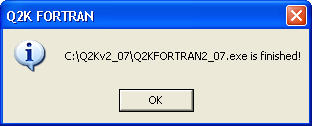 Q2K FORTRAN
C:\Q2Kv2_07\Q2KFORTRAN2_07.exe is finished!
OK